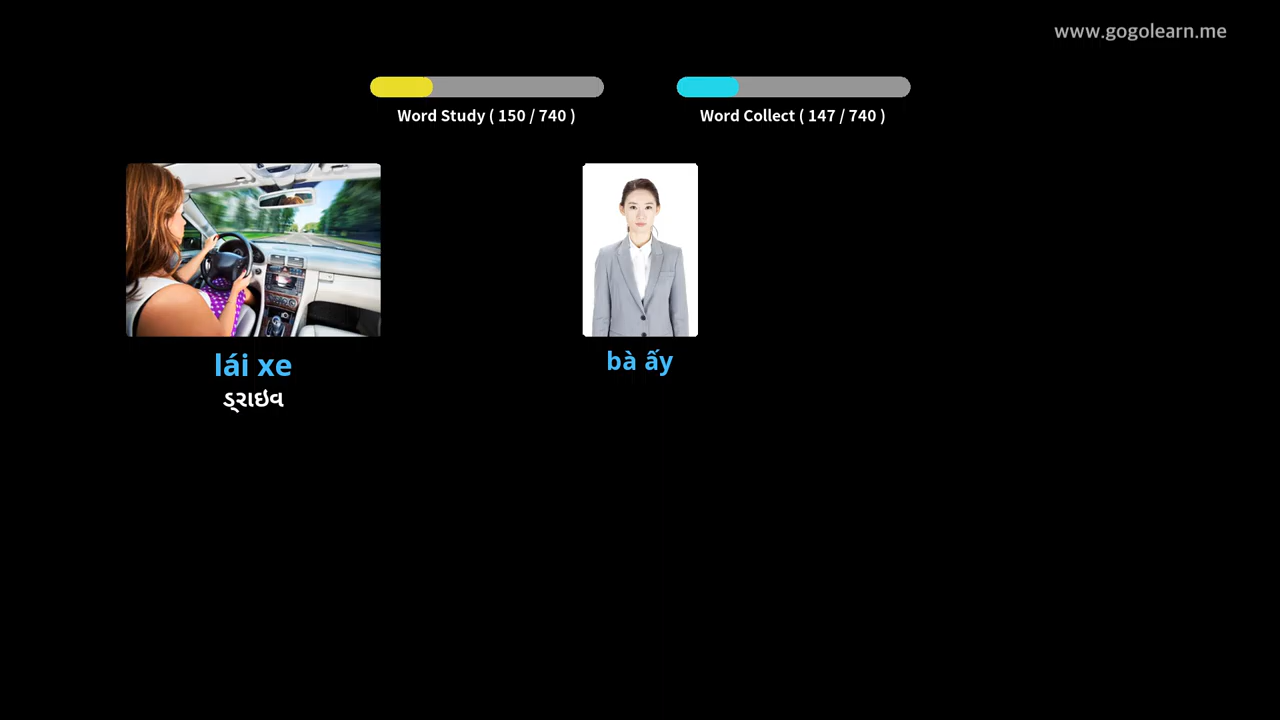 www.gogolearn.me
Word Study ( 150 / 740 )
Word Collect ( 147 / 740 )
lái xe
ડ્રાઇવ
bà ấy